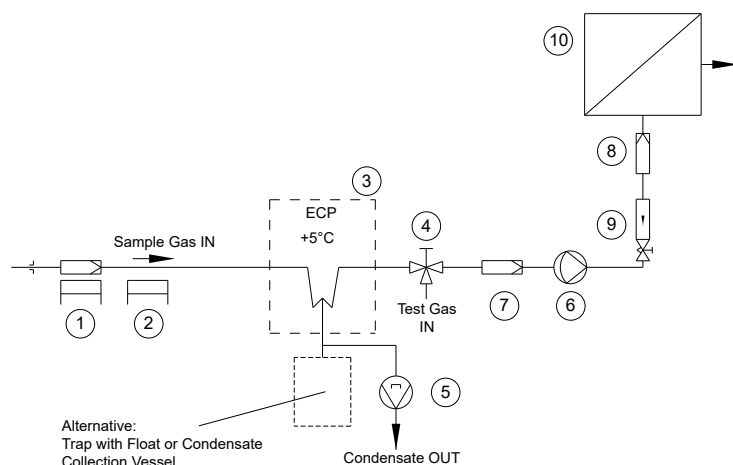 10
8
3
ECP
+5°C
4
9
Sample Gas IN
Test Gas
IN
1
2
7
6
5
Alternative:
Trap with Float or Condensate
Collection Vessel
Condensate OUT